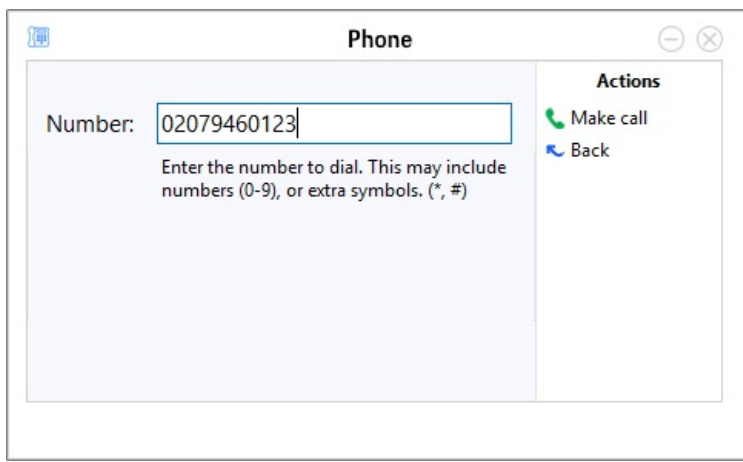 Phone
Number:
02079460123
Enter the number to dial. This may include
numbers (0-9), or extra symbols. (*, #)
Actions
Make call
Back